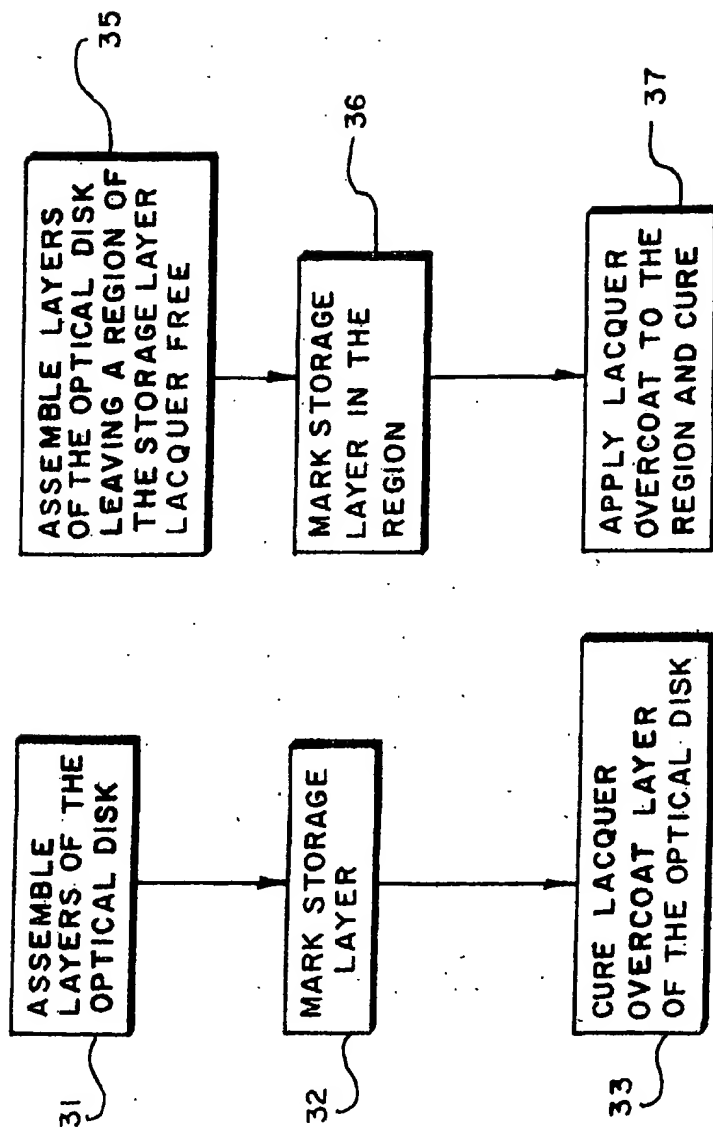 31
ASSEMBLE
LAYERS OF THE
OPTICAL DISK
32
MARK STORAGE
LAYER
33
CURE LACQUER
OVERCOAT LAYER
OF THE OPTICAL DISK
35
ASSEMBLE LAYERS
OF THE OPTICAL DISK
LEAVING A REGION OF
THE STORAGE LAYER
LACQUER FREE
36
MARK STORAGE
LAYER IN THE
REGION
37
APPLY LACQUER
OVERCOAT TO THE
REGION AND CURE